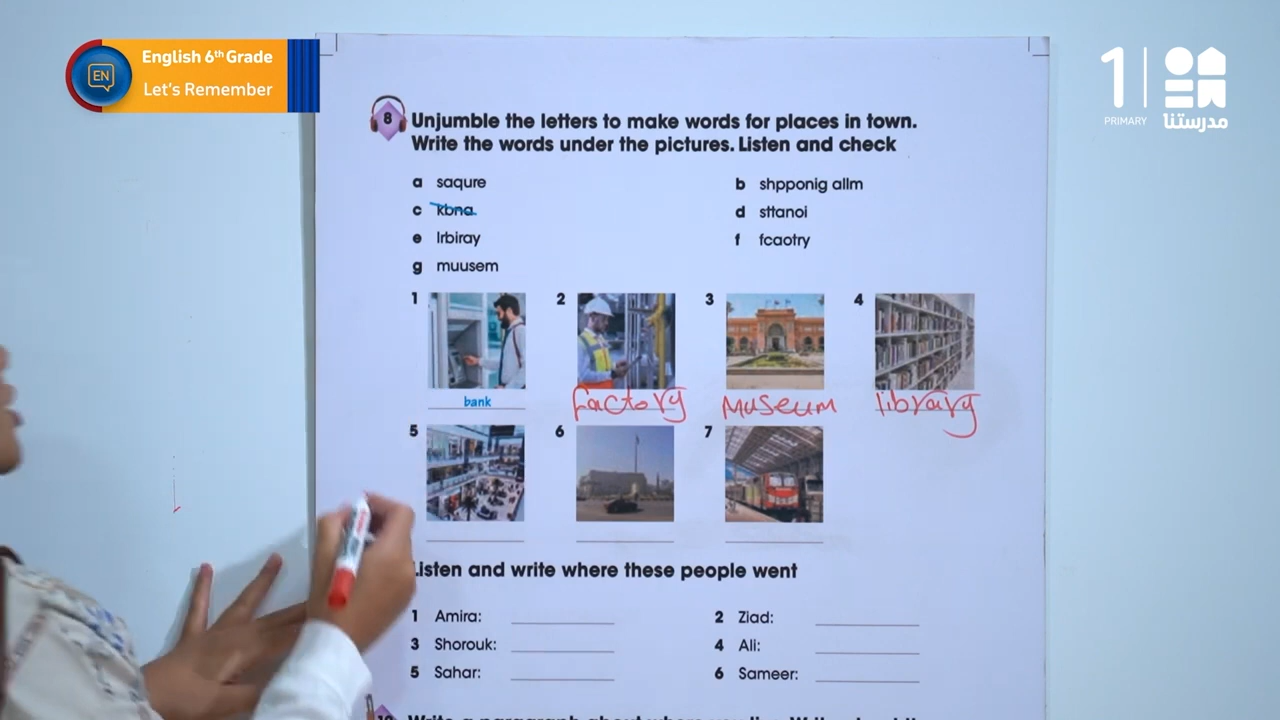 English 6th Grade
EN
Let's Remember
1
PRIMARY
مدرستنا
8 Unjumble the letters to make words for places in town.
Write the words under the pictures. Listen and check
a saqure
b shpponig allm
c kbna
d sttanoi
e lrbiray
f fcaotry
g muusem
1 2 3 4
bank
factory
Museum
library
5 6 7
Listen and write where these people went
1 Amira:
2 Ziad:
3 Shorouk:
4 Ali:
5 Sahar:
6 Sameer: